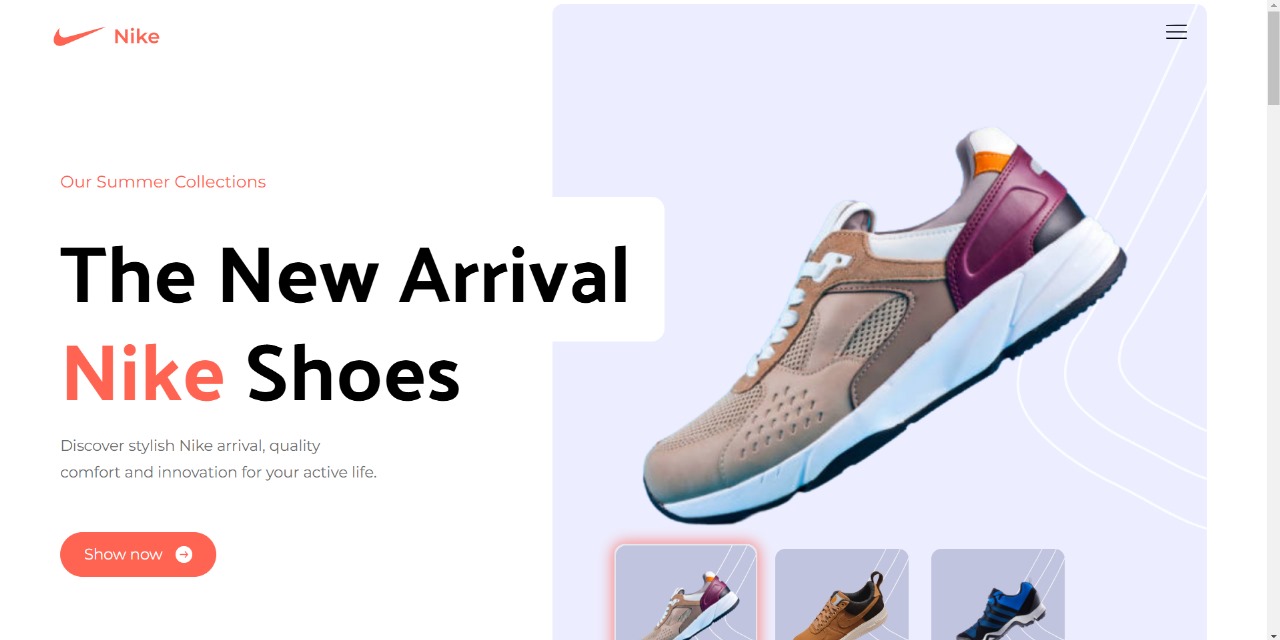 Nike
Our Summer Collections
The New Arrival
Nike Shoes
Discover stylish Nike arrival, quality
comfort and innovation for your active life.
Show now